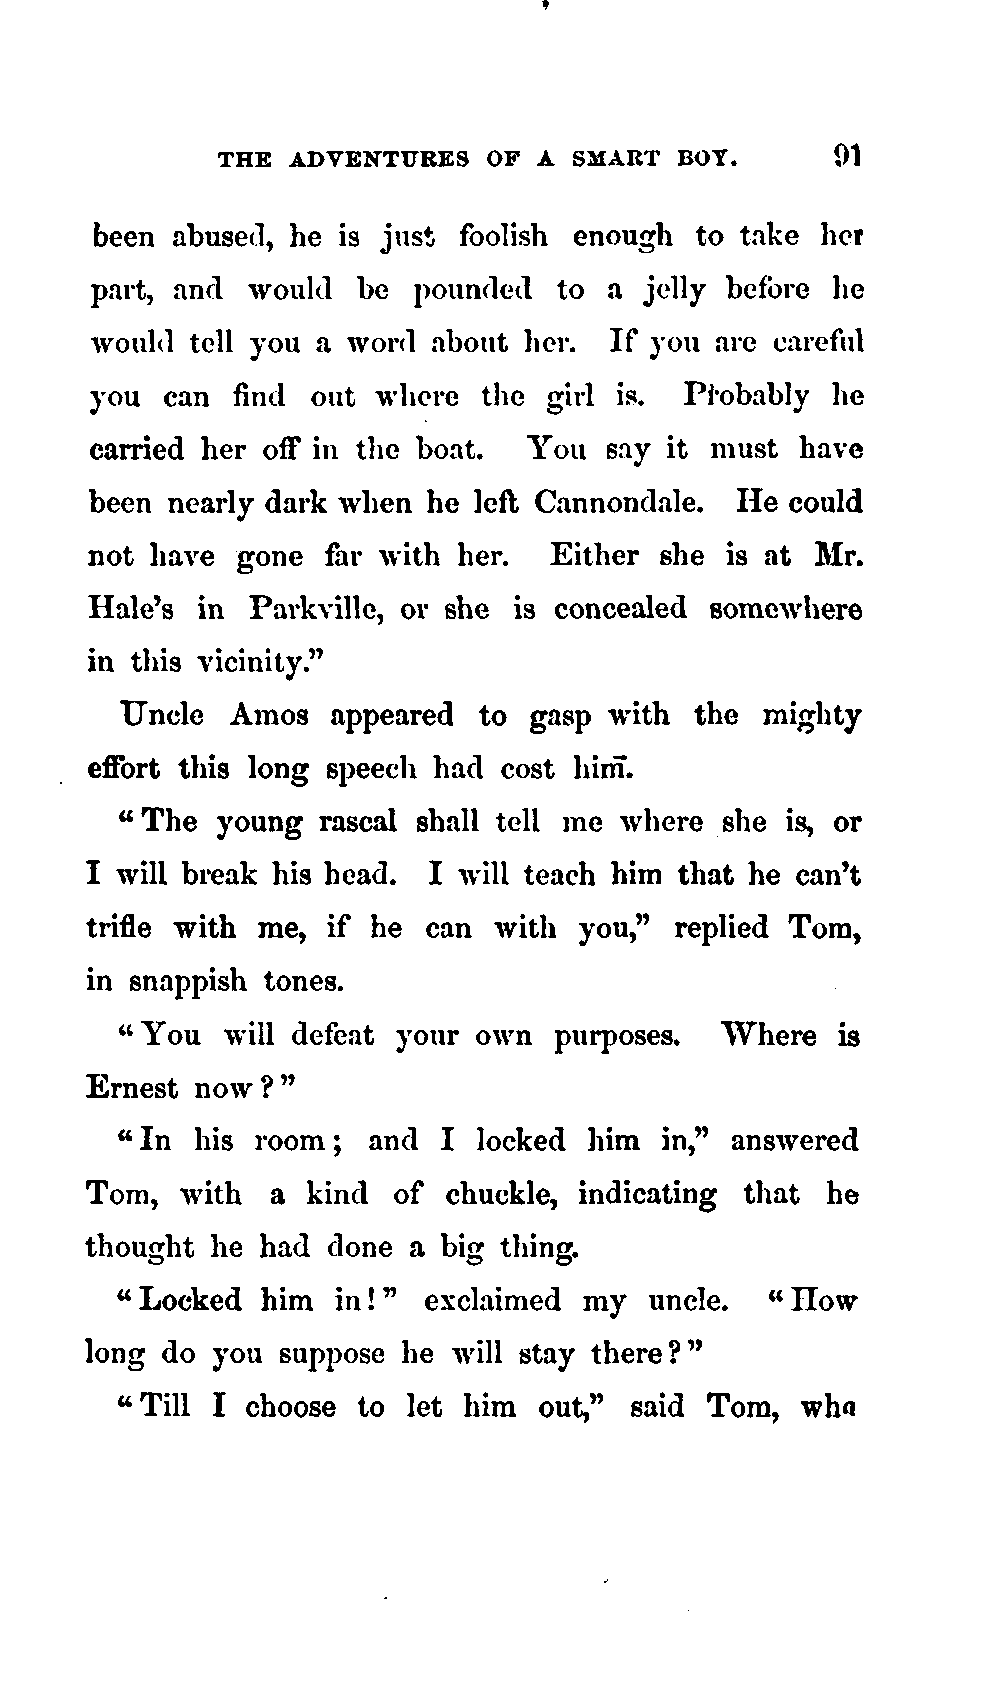 THE ADVENTURES OF A SMART BOY. 91
been abused, he is just foolish enough to take her
part, and would be pounded to a jelly before he
would tell you a word about her. If you are careful
you can find out where the girl is. Probably he
carried her off in the boat. You say it must have
been nearly dark when he left Cannondale. He could
not have gone far with her. Either she is at Mr.
Hale's in Parkville, or she is concealed somewhere
in this vicinity."
Uncle Amos appeared to gasp with the mighty
effort this long speech had cost him.
"The young rascal shall tell me where she is, or
I will break his head. I will teach him that he can't
trifle with me, if he can with you," replied Tom,
in snappish tones.
"You will defeat your own purposes. Where is
Ernest now?"
"In his room; and I locked him in," answered
Tom, with a kind of chuckle, indicating that he
thought he had done a big thing.
"Locked him in!" exclaimed my uncle. "How
long do you suppose he will stay there?"
"Till I choose to let him out," said Tom, who